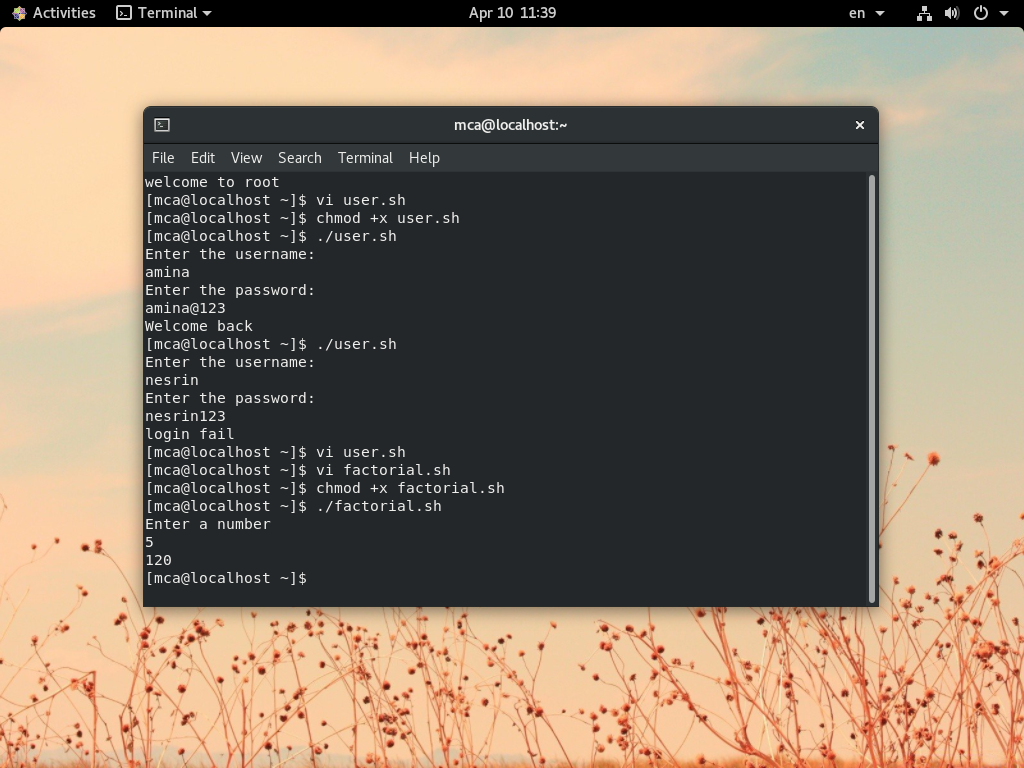 Activities Terminal Apr 10 11:39 en
mca@localhost:~
File Edit View Search Terminal Help
welcome to root
[mca@localhost ~]$ vi user.sh
[mca@localhost ~]$ chmod +x user.sh
[mca@localhost ~]$ ./user.sh
Enter the username:
amina
Enter the password:
amina@123
Welcome back
[mca@localhost ~]$ ./user.sh
Enter the username:
nesrin
Enter the password:
nesrin123
login fail
[mca@localhost ~]$ vi user.sh
[mca@localhost ~]$ vi factorial.sh
[mca@localhost ~]$ chmod +x factorial.sh
[mca@localhost ~]$ ./factorial.sh
Enter a number
5
120
[mca@localhost ~]$